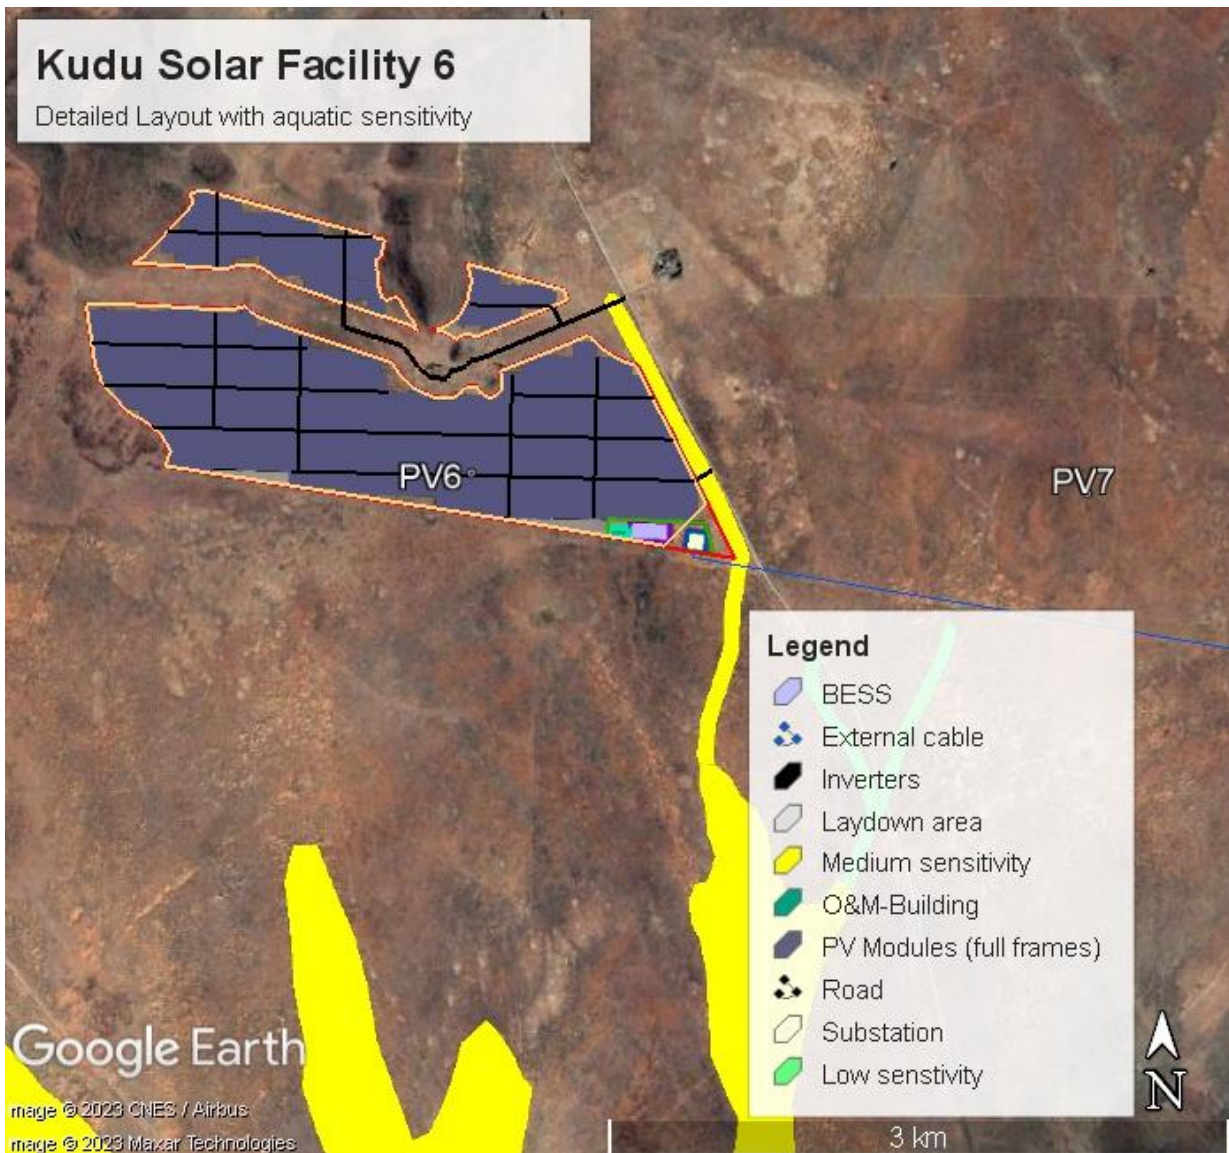 Kudu Solar Facility 6
Detailed Layout with aquatic sensitivity
PV6
PV7
Legend
BESS
External cable
Inverters
Laydown area
Medium sensitivity
O&M-Building
PV Modules (full frames)
Road
Substation
Low senstivity
Google Earth
mage © 2023 CNES / Airbus
mage © 2023 Maxar Technologies
N
3 km